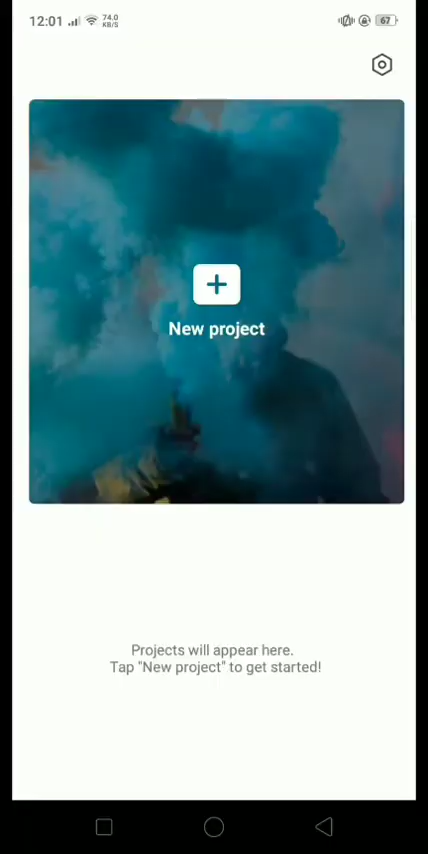 12:01
74.0
KB/S
67
New project
Projects will appear here.
Tap "New project" to get started!